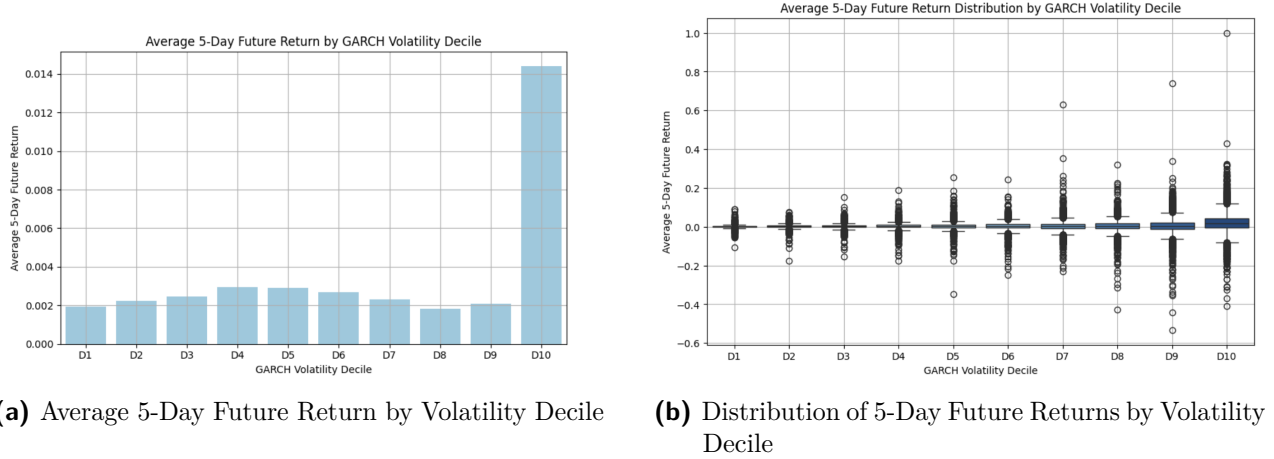 Average 5-Day Future Return by GARCH Volatility Decile
Average 5-Day Future Return
0.014
0.012
0.010
0.008
0.006
0.004
0.002
0.000
D1 D2 D3 D4 D5 D6 D7 D8 D9 D10
GARCH Volatility Decile
(a) Average 5-Day Future Return by Volatility Decile
Average 5-Day Future Return Distribution by GARCH Volatility Decile
Average 5-Day Future Return
1.0
0.8
0.6
0.4
0.2
0.0
−0.2
−0.4
−0.6
D1 D2 D3 D4 D5 D6 D7 D8 D9 D10
GARCH Volatility Decile
(b) Distribution of 5-Day Future Returns by Volatility
Decile